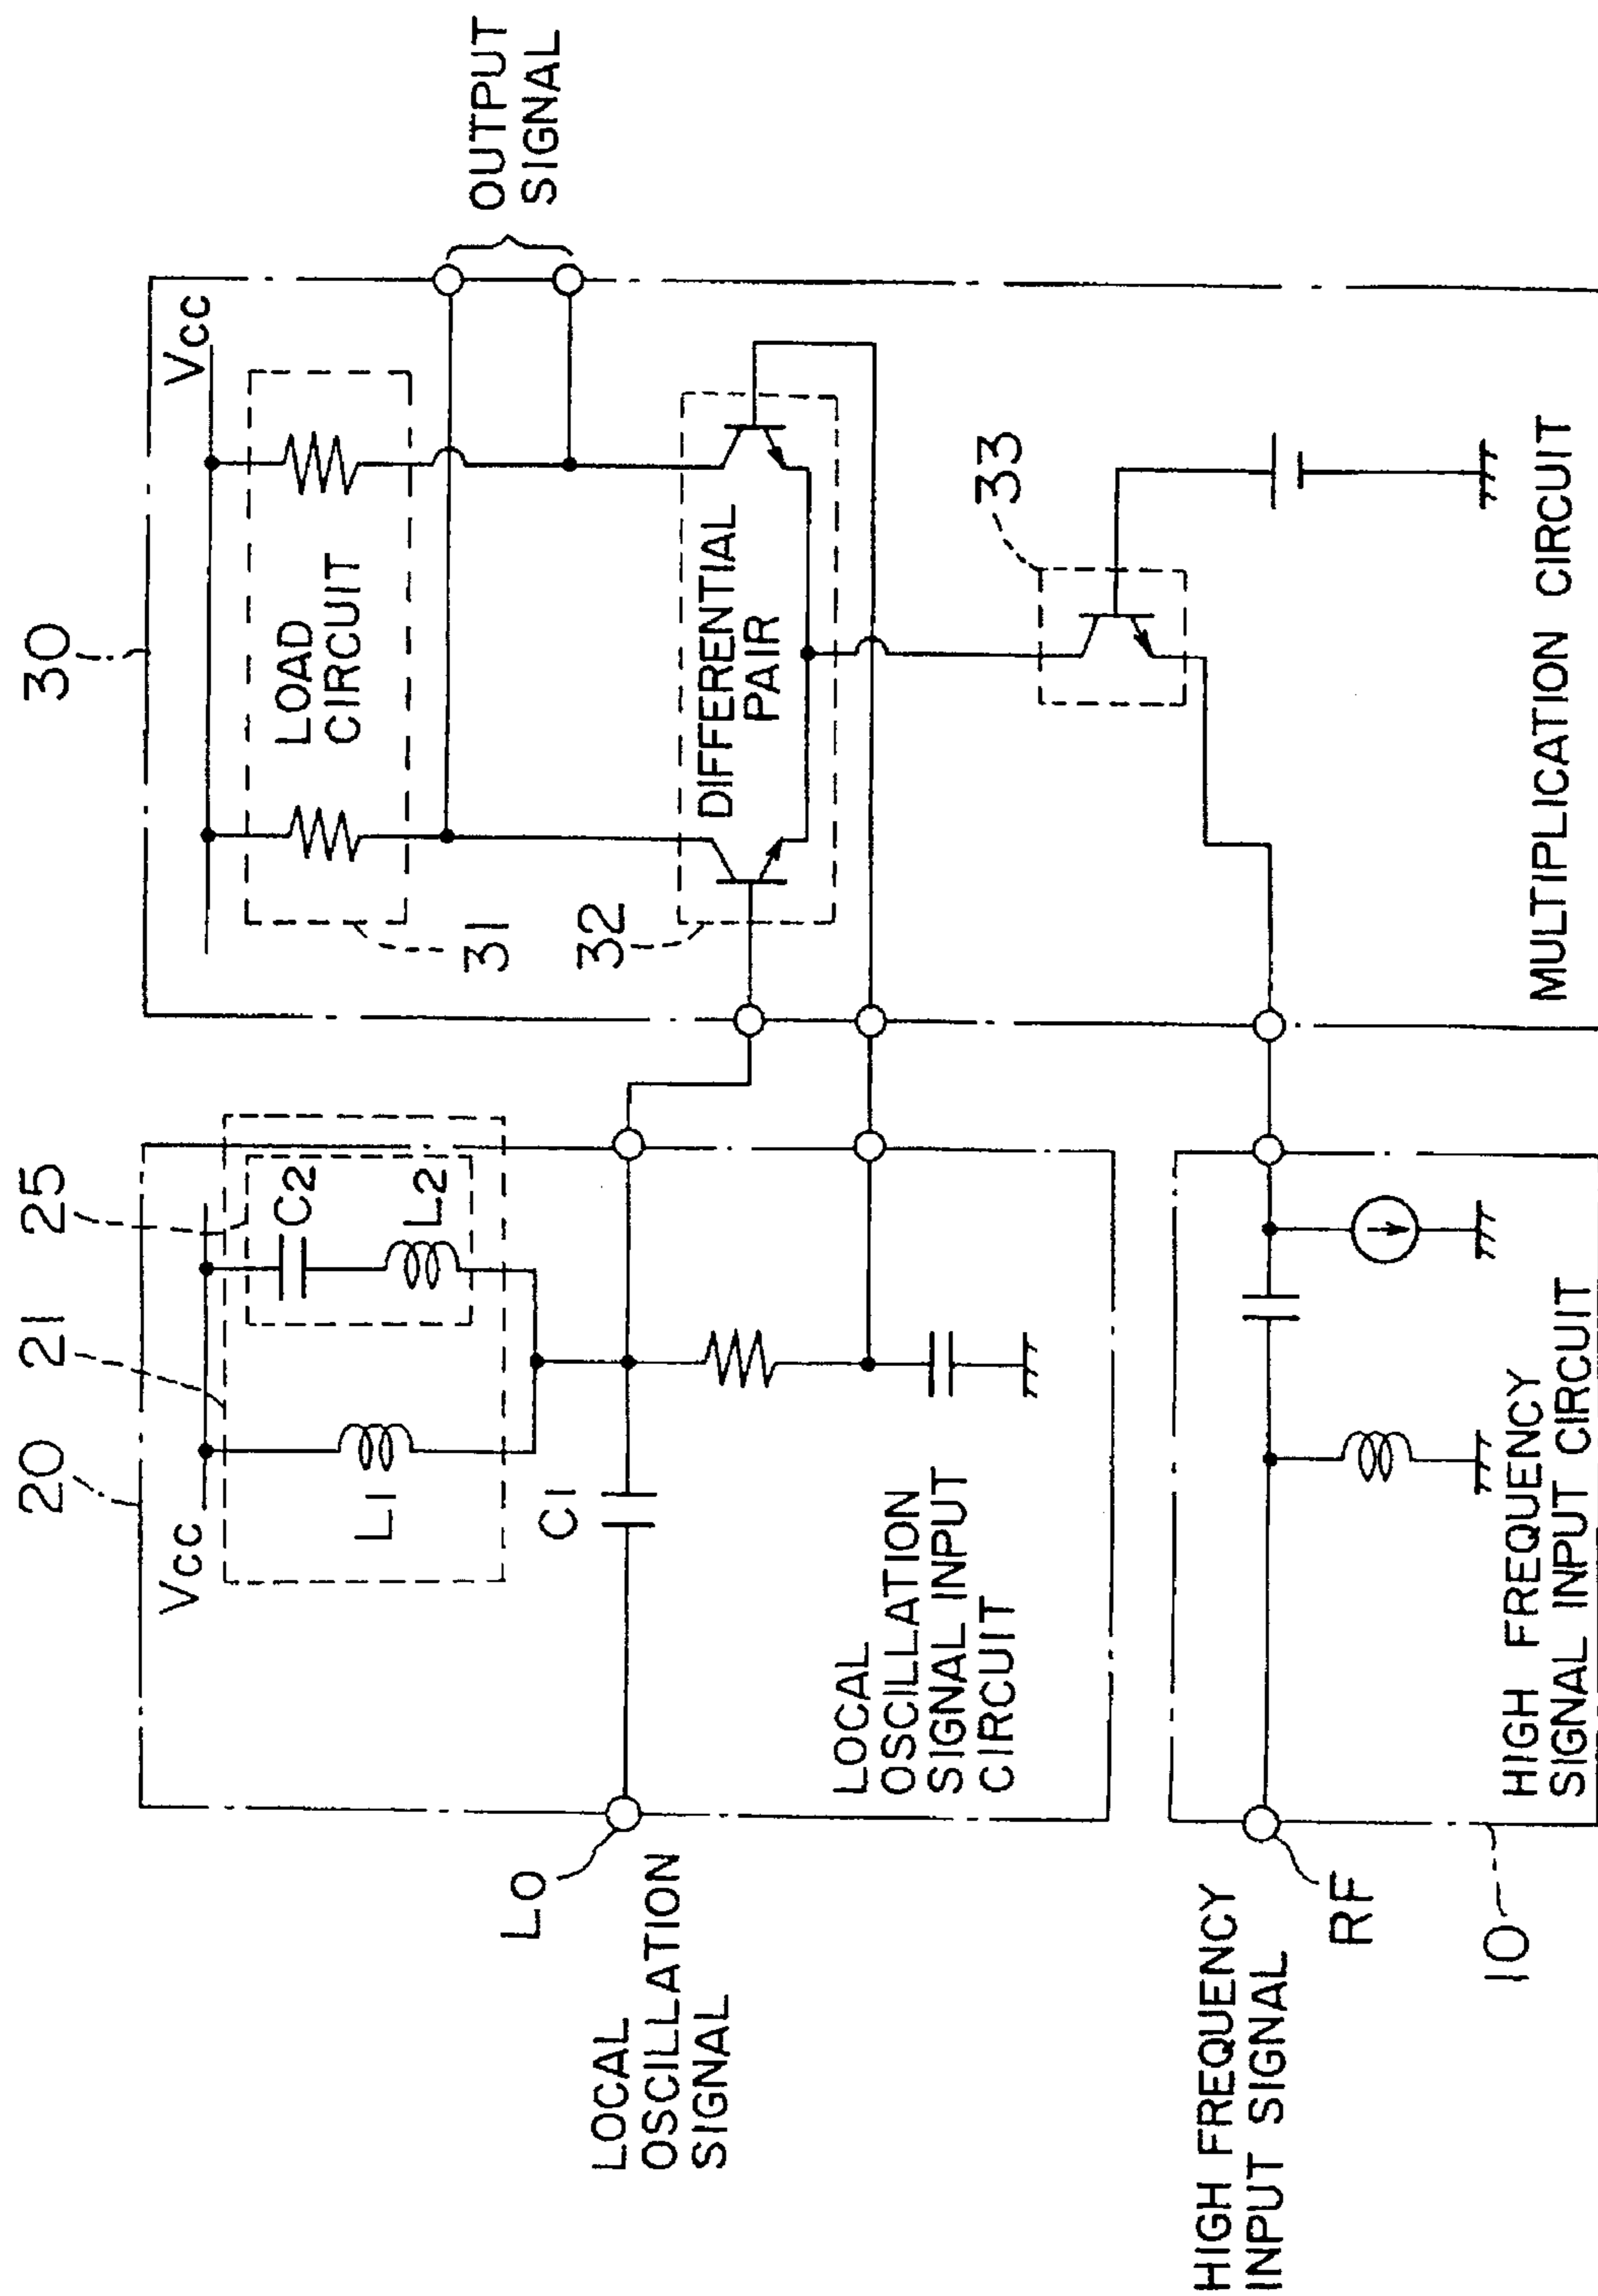 30
Vcc
LOAD
CIRCUIT
31
OUTPUT
SIGNAL
32
DIFFERENTIAL
PAIR
33
MULTIPLICATION CIRCUIT
20
21
25
Vcc
L1
C2
L2
C1
LO
LOCAL
OSCILLATION
SIGNAL
LOCAL
OSCILLATION
SIGNAL INPUT
CIRCUIT
HIGH FREQUENCY
INPUT SIGNAL
RF
10
HIGH FREQUENCY
SIGNAL INPUT CIRCUIT